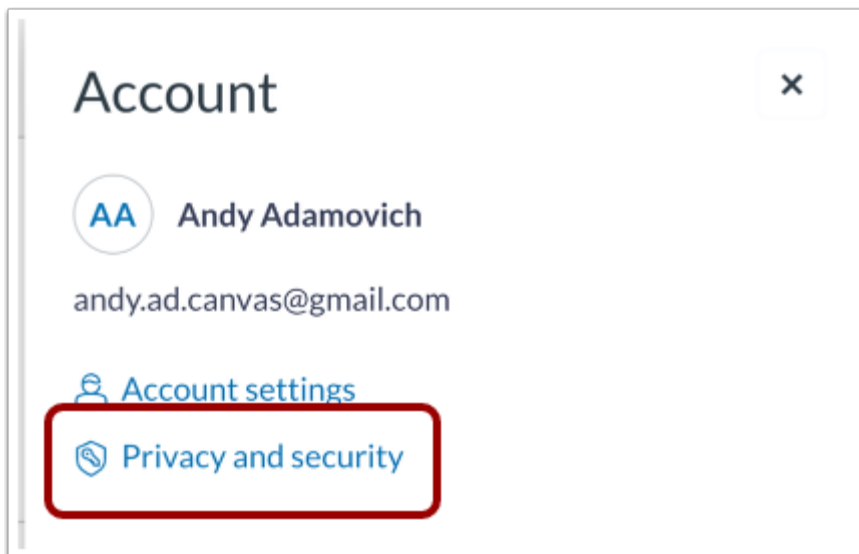 Account
AA Andy Adamovich
andy.ad.canvas@gmail.com
Account settings
Privacy and security